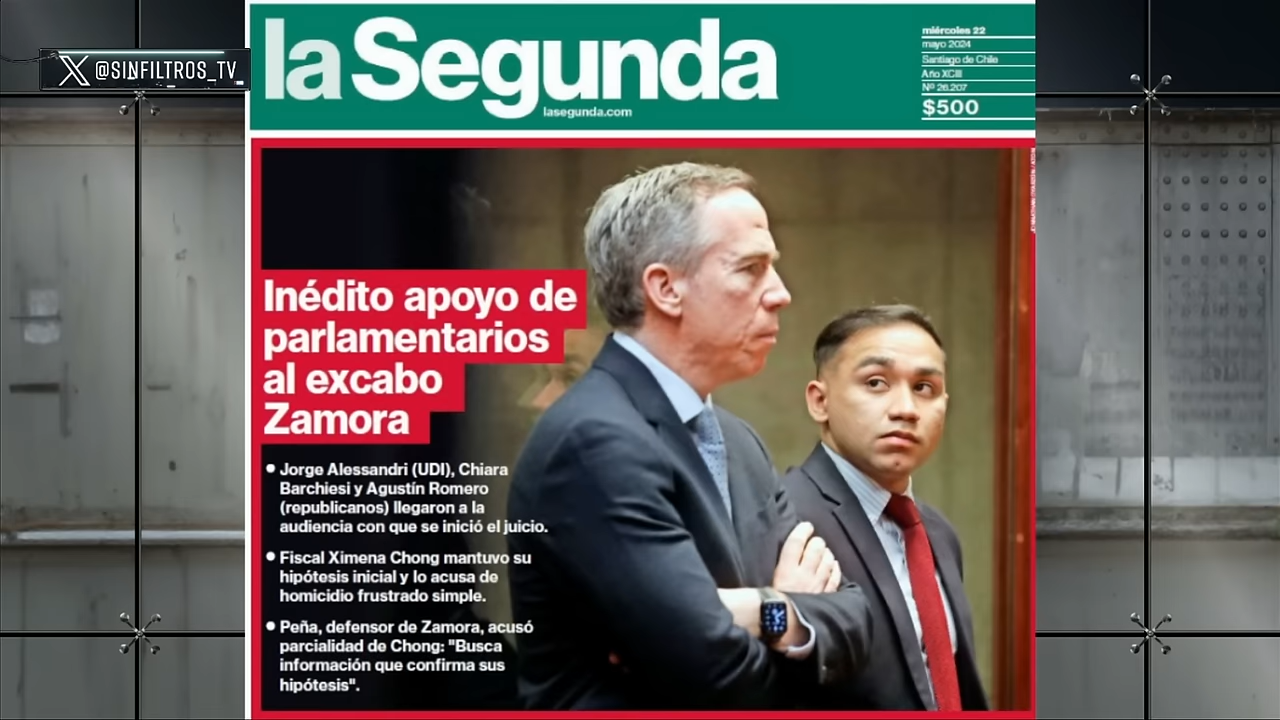 @SINFILTROS_TV
laSegunda
lasegunda.com
miércoles 22
mayo 2024
Santiago de Chile
Año XCIII
Nº 26.207
$500
Inédito apoyo de
parlamentarios
al excabo
Zamora
• Jorge Alessandri (UDI), Chiara
Barchiesi y Agustín Romero
(republicanos) llegaron a la
audiencia con que se inició el juicio.
• Fiscal Ximena Chong mantuvo su
hipótesis inicial y lo acusa de
homicidio frustrado simple.
• Peña, defensor de Zamora, acusó
parcialidad de Chong: "Busca
información que confirma sus
hipótesis".